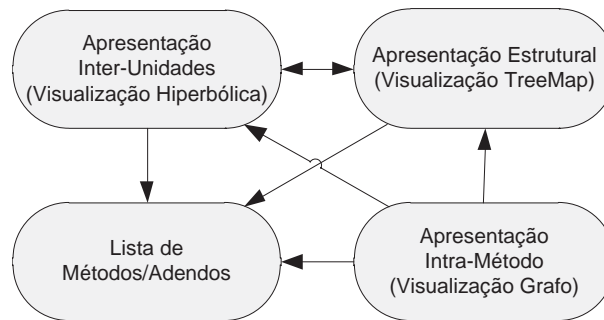 Apresentação
Inter-Unidades
(Visualização Hiperbólica)
Apresentação Estrutural
(Visualização TreeMap)
Lista de
Métodos/Adendos
Apresentação
Intra-Método
(Visualização Grafo)